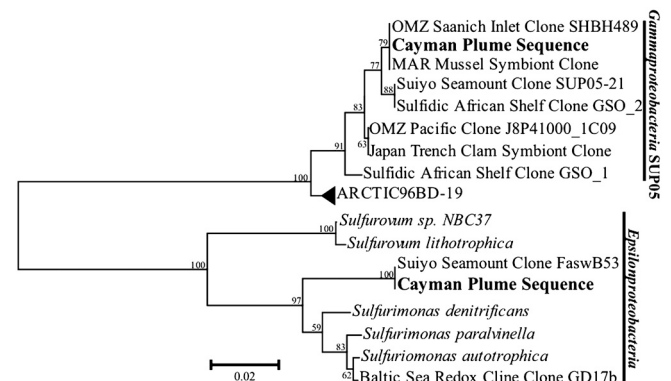 OMZ Saanich Inlet Clone SHBH489
79
Cayman Plume Sequence
77
MAR Mussel Symbiont Clone
Suiyo Seamount Clone SUP05-21
88
Sulfidic African Shelf Clone GSO_2
83
OMZ Pacific Clone J8P41000_1C09
63
Japan Trench Clam Symbiont Clone
91
Sulfidic African Shelf Clone GSO_1
100
ARCTIC96BD-19
Gammaproteobacteria SUP05
Sulfurovum sp. NBC37
100
Sulfurovum lithotrophica
100
Suiyo Seamount Clone FaswB53
100
Cayman Plume Sequence
97
Sulfurimonas denitrificans
59
Sulfurimonas paralvinella
83
Sulfuriomonas autotrophica
62
Baltic Sea Redox Cline Clone GD17b
Epsilonproteobacteria
0.02